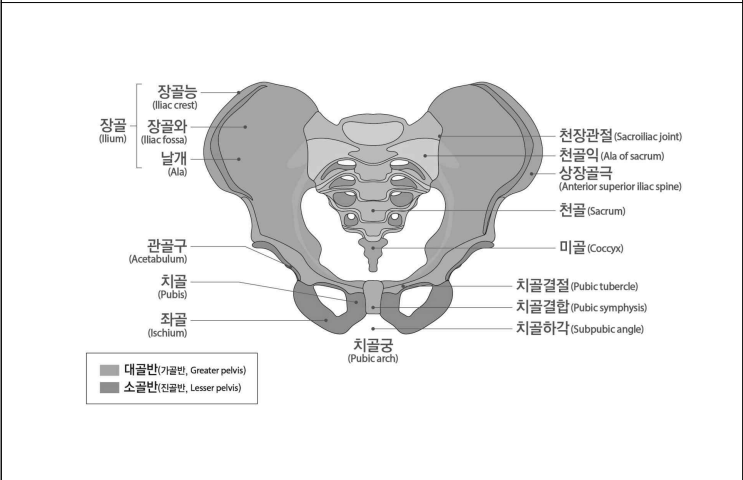 장골능
(Iliac crest)
장골
(Ilium)
장골와
(Iliac fossa)
날개
(Ala)
관골구
(Acetabulum)
치골
(Pubis)
좌골
(Ischium)
치골궁
(Pubic arch)
천장관절 (Sacroiliac joint)
천골익 (Ala of sacrum)
상장골극
(Anterior superior iliac spine)
천골 (Sacrum)
미골 (Coccyx)
치골결절 (Pubic tubercle)
치골결합 (Pubic symphysis)
치골하각 (Subpubic angle)
대골반(가골반, Greater pelvis)
소골반(진골반, Lesser pelvis)